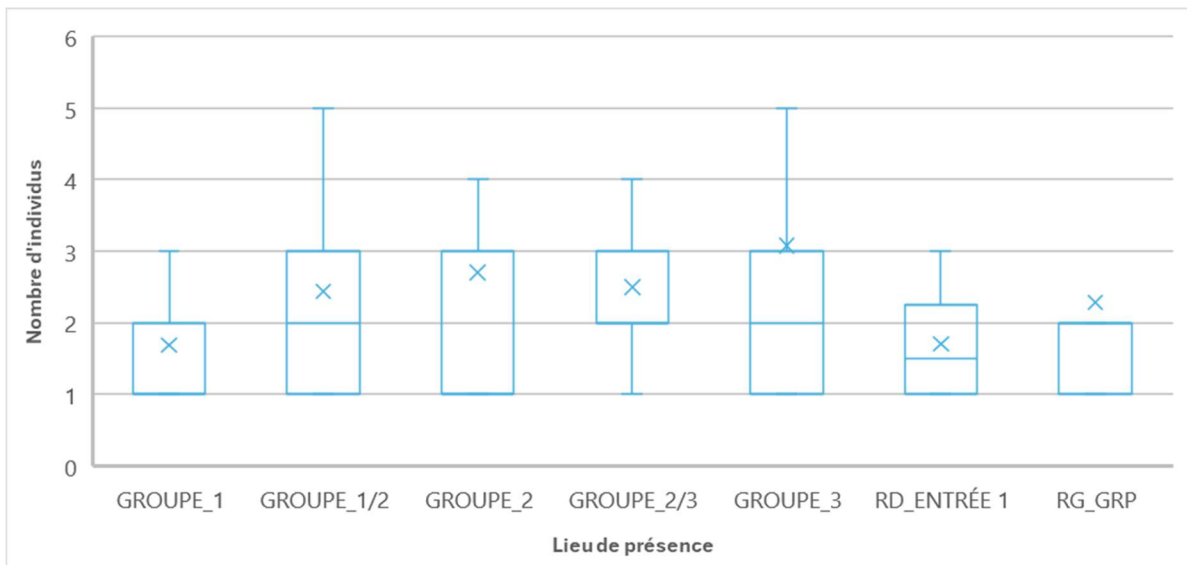 6
5
4
3
2
1
0
Nombre d'individus
GROUPE_1 GROUPE_1/2 GROUPE_2 GROUPE_2/3 GROUPE_3 RD_ENTRÉE 1 RG_GRP
Lieu de présence